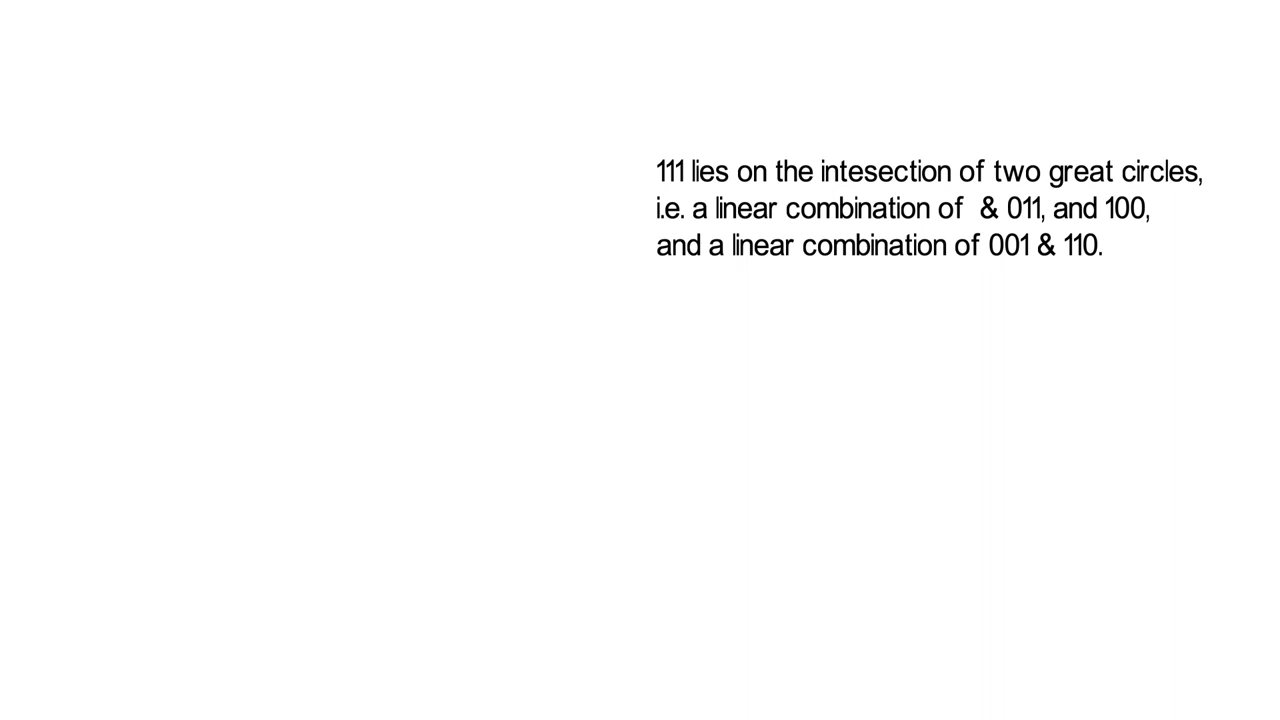 111 lies on the intesection of two great circles,
i.e. a linear combination of & 011, and 100,
and a linear combination of 001 & 110.